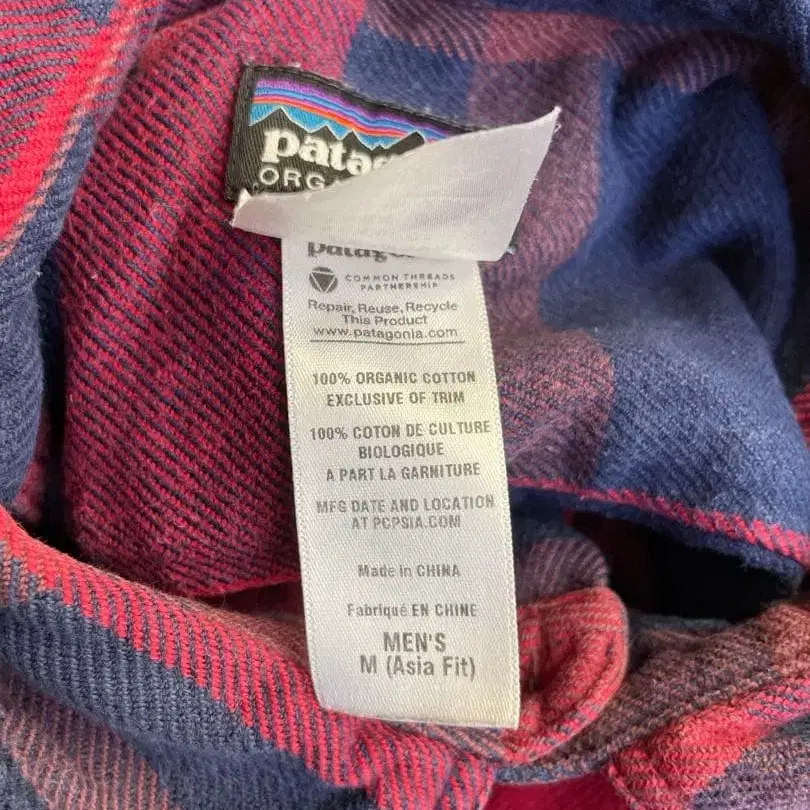 ORG
COMMON THREADS
PARTNERSHIP
Repair, Reuse, Recycle
This Product
www.patagonia.com
100% ORGANIC COTTON
EXCLUSIVE OF TRIM
100% COTON DE CULTURE
BIOLOGIQUE
A PART LA GARNITURE
MFG DATE AND LOCATION
AT PCPSIA.COM
Made in CHINA
Fabriqué EN CHINE
MEN'S
M (Asia Fit)